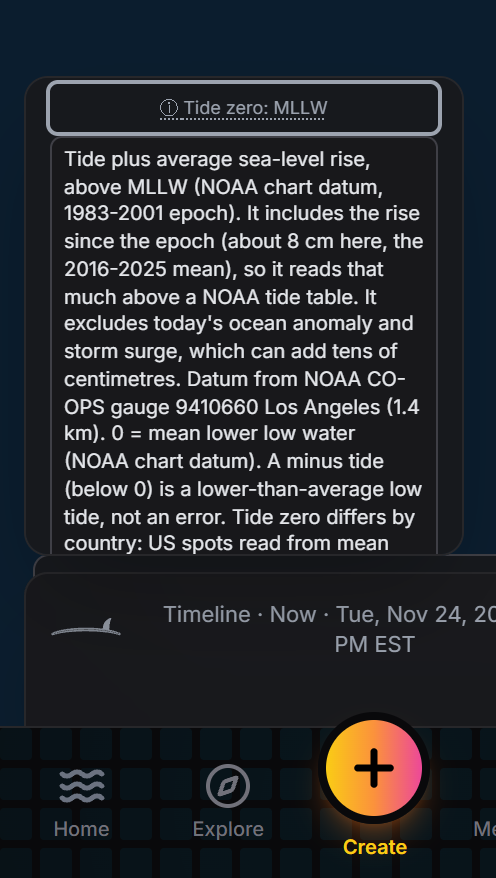 ⓘ Tide zero: MLLW
Tide plus average sea-level rise,
above MLLW (NOAA chart datum,
1983-2001 epoch). It includes the rise
since the epoch (about 8 cm here, the
2016-2025 mean), so it reads that
much above a NOAA tide table. It
excludes today's ocean anomaly and
storm surge, which can add tens of
centimetres. Datum from NOAA CO-
OPS gauge 9410660 Los Angeles (1.4
km). 0 = mean lower low water
(NOAA chart datum). A minus tide
(below 0) is a lower-than-average low
tide, not an error. Tide zero differs by
country: US spots read from mean
Timeline · Now · Tue, Nov 24, 20
PM EST
Home
Explore
Create